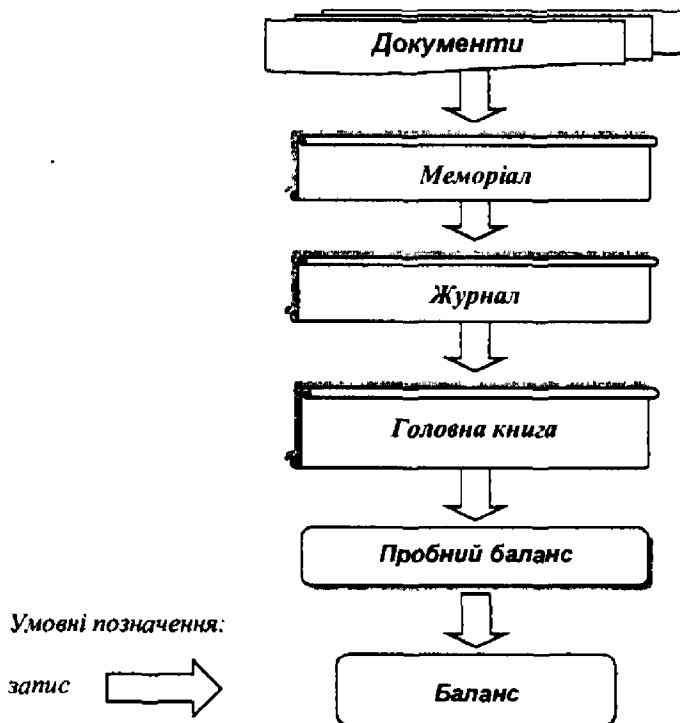 Документи
Меморіал
Журнал
Головна книга
Пробний баланс
Умовні позначення:
запис
Баланс